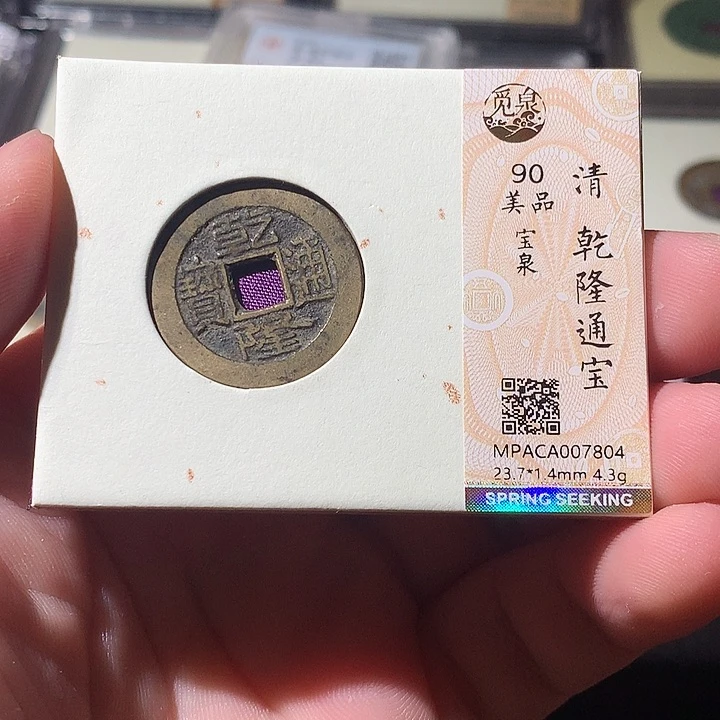 乾隆通寶
觅泉
清 乾隆通宝
90
美品
宝泉
MPACA007804
23.7*1.4mm 4.3g
SPRING SEEKING